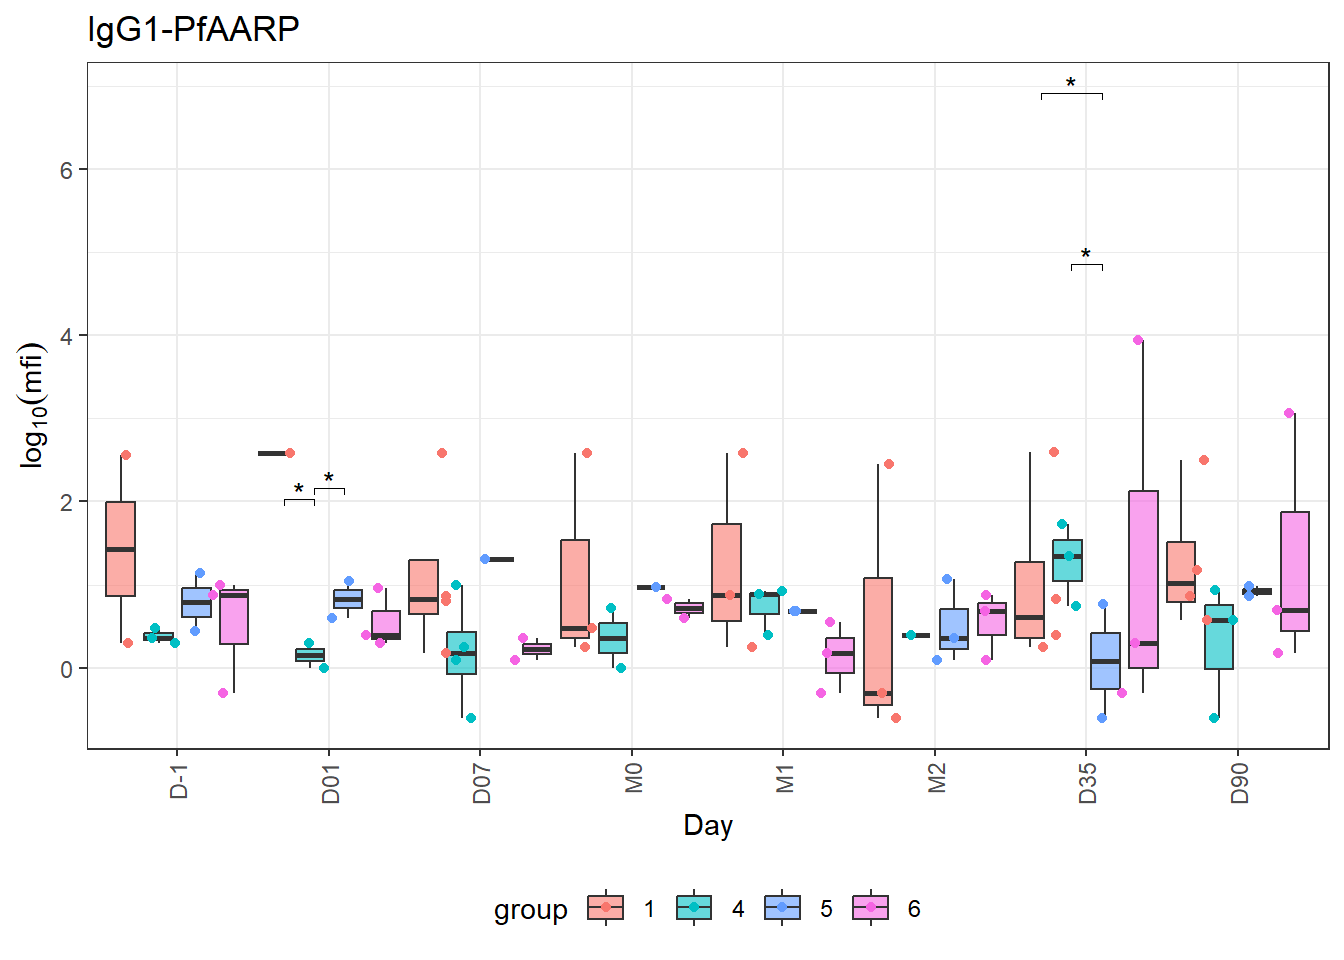 IgG1-PfAARP
log10(mfi)
6
4
2
0
*
*
*
*
D-1
D01
D07
M0
M1
M2
D35
D90
Day
group 1 4 5 6